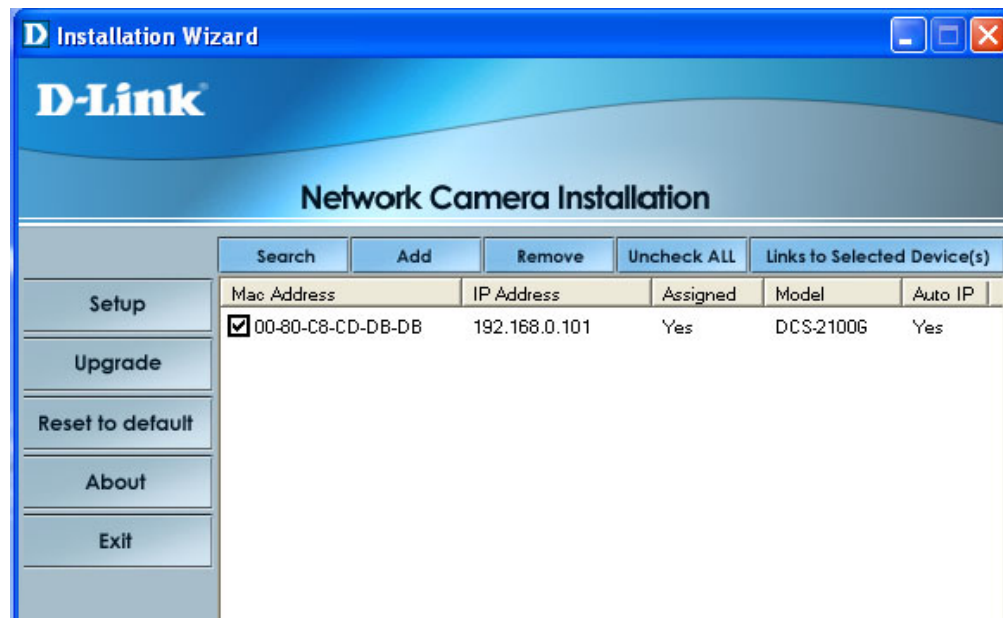 Installation Wizard
D-Link
Network Camera Installation
Search Add Remove Uncheck ALL Links to Selected Device(s)
Mac Address IP Address Assigned Model Auto IP
00-80-C8-CD-DB-DB 192.168.0.101 Yes DCS-2100G Yes
Setup
Upgrade
Reset to default
About
Exit